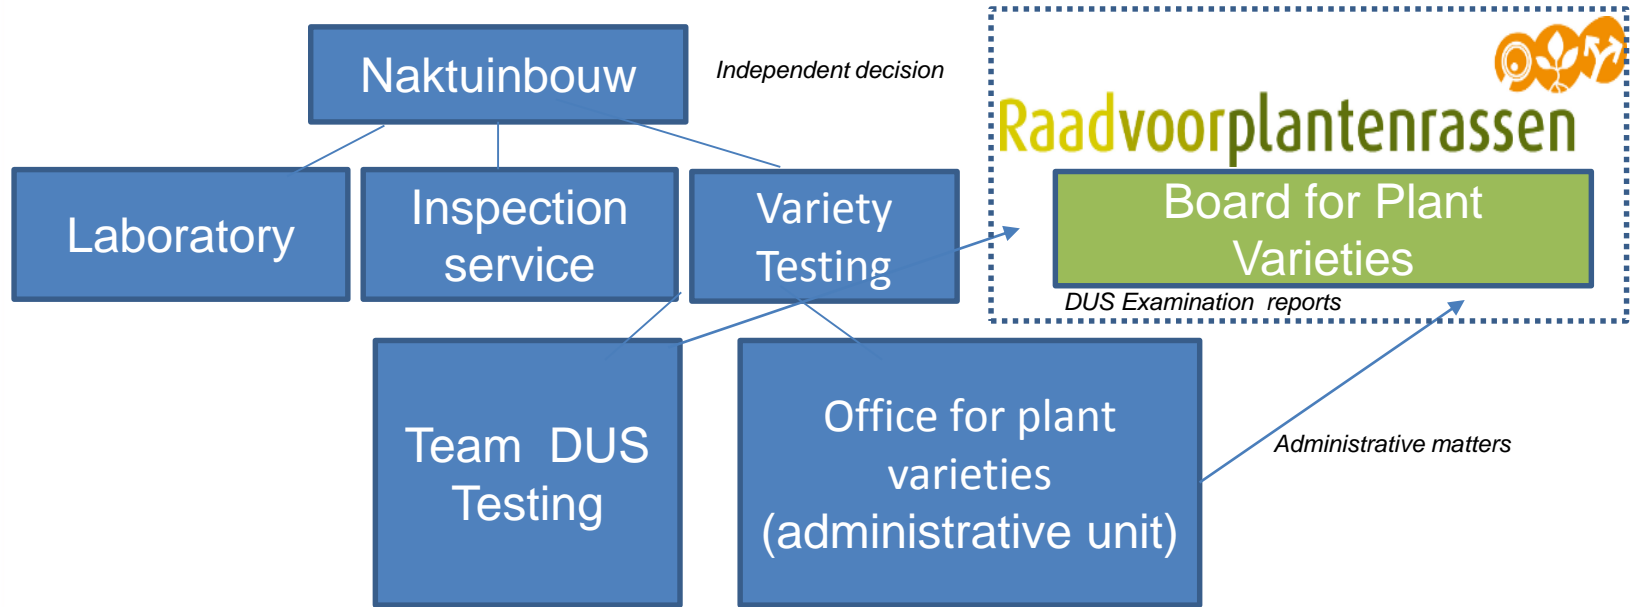 Naktuinbouw
Independent decision
Raadvoorplantenrassen
Laboratory
Inspection
service
Variety
Testing
Board for Plant
Varieties
DUS Examination  reports
Team  DUS
Testing
Office for plant
varieties
(administrative unit)
Administrative matters